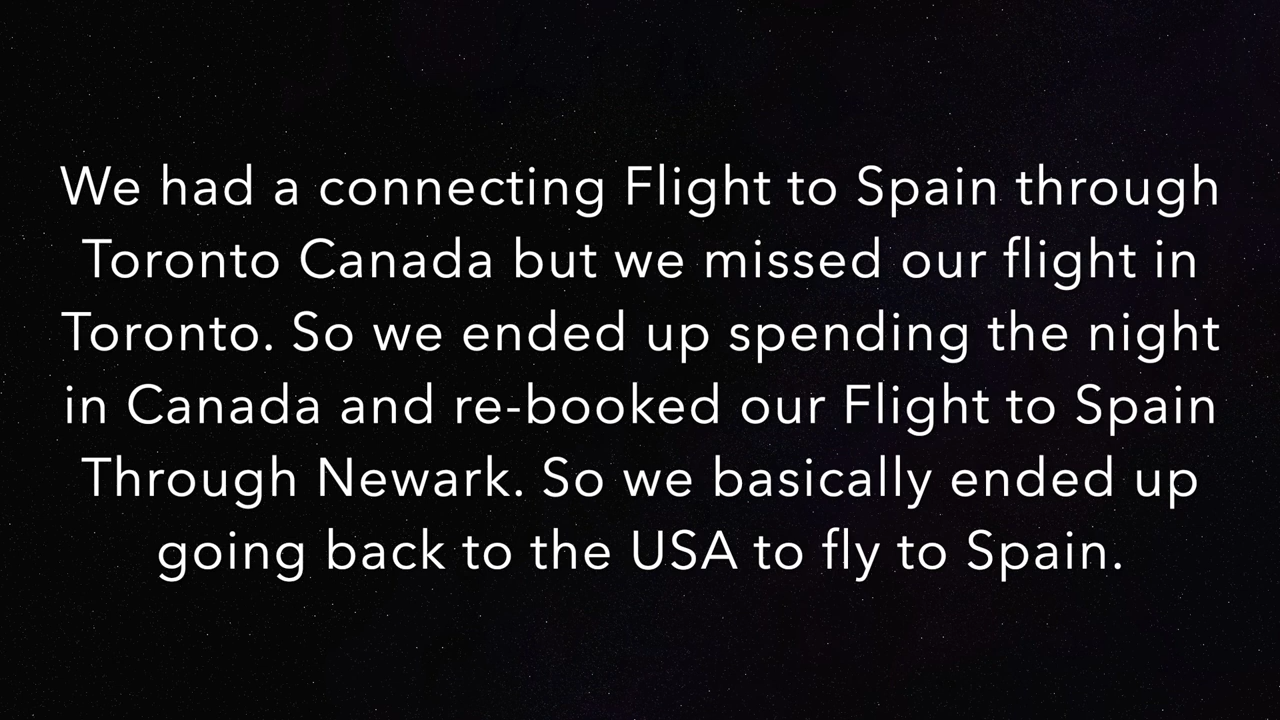 We had a connecting Flight to Spain through
Toronto Canada but we missed our flight in
Toronto. So we ended up spending the night
in Canada and re-booked our Flight to Spain
Through Newark. So we basically ended up
going back to the USA to fly to Spain.